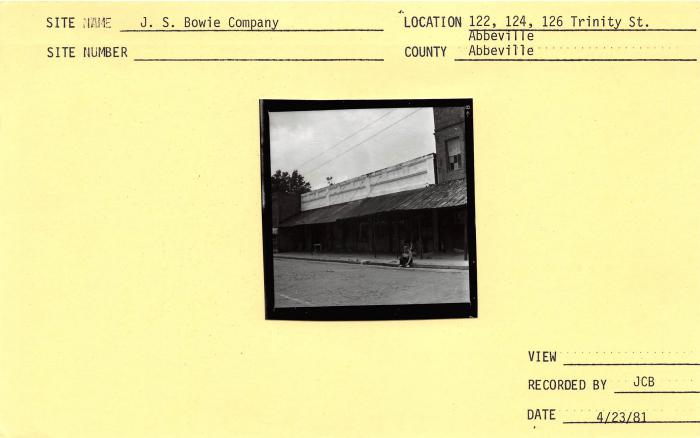 SITE NAME J. S. Bowie Company
LOCATION 122, 124, 126 Trinity St.
Abbeville
SITE NUMBER
COUNTY Abbeville
VIEW
RECORDED BY JCB
DATE 4/23/81